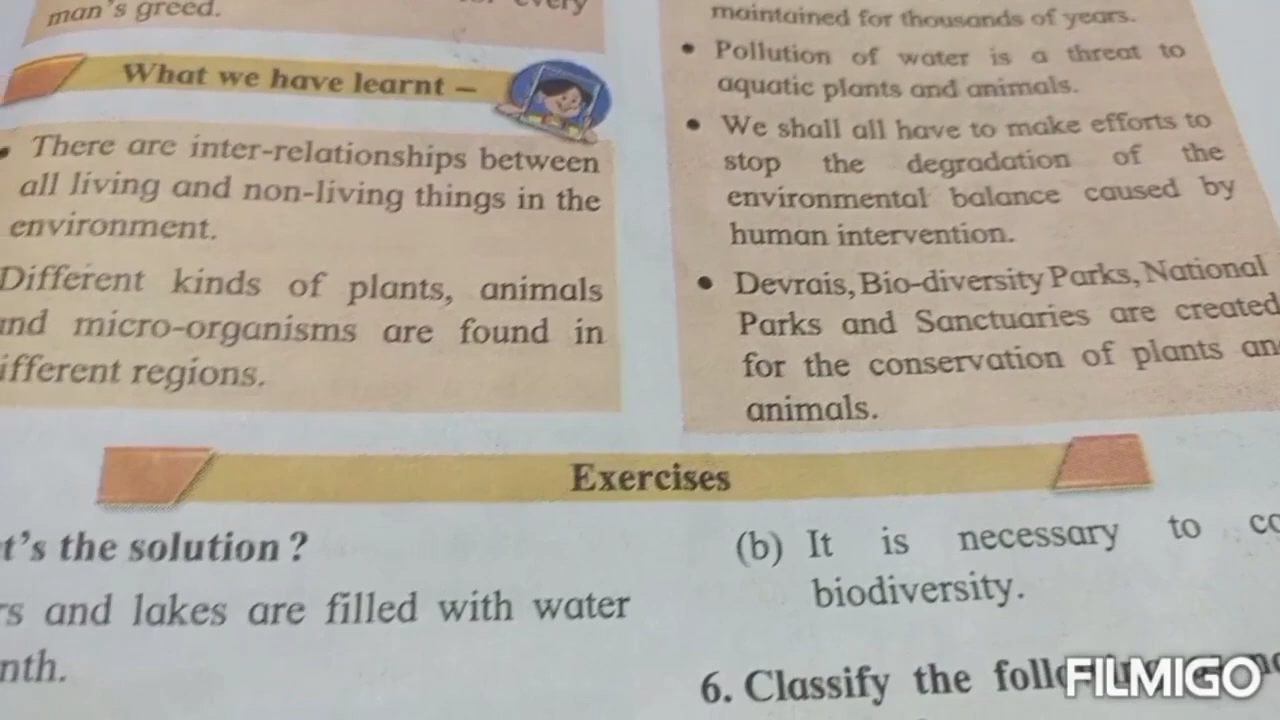 man's greed.
every
What we have learnt –
• There are inter-relationships between
all living and non-living things in the
environment.
Different kinds of plants, animals
nd micro-organisms are found in
ifferent regions.
maintained for thousands of years.
• Pollution of water is a threat to
aquatic plants and animals.
• We shall all have to make efforts to
stop the degradation of the
environmental balance caused by
human intervention.
• Devrais, Bio-diversity Parks, National
Parks and Sanctuaries are created
for the conservation of plants an
animals.
Exercises
t's the solution ?
rs and lakes are filled with water
nth.
(b) It is necessary to co
biodiversity.
6. Classify the
FILMIGO